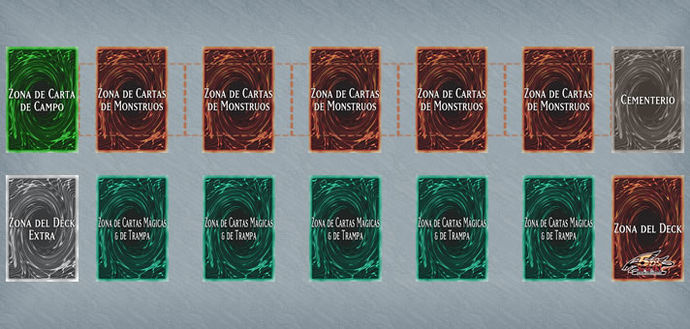 Zona de Carta
de Campo
Zona de Cartas
de Monstruos
Zona de Cartas
de Monstruos
Zona de Cartas
de Monstruos
Zona de Cartas
de Monstruos
Zona de Cartas
de Monstruos
Cementerio
Zona del Deck
Extra
Zona de Cartas Mágicas
& de Trampa
Zona de Cartas Mágicas
& de Trampa
Zona de Cartas Mágicas
& de Trampa
Zona de Cartas Mágicas
& de Trampa
Zona de Cartas Mágicas
& de Trampa
Zona del Deck